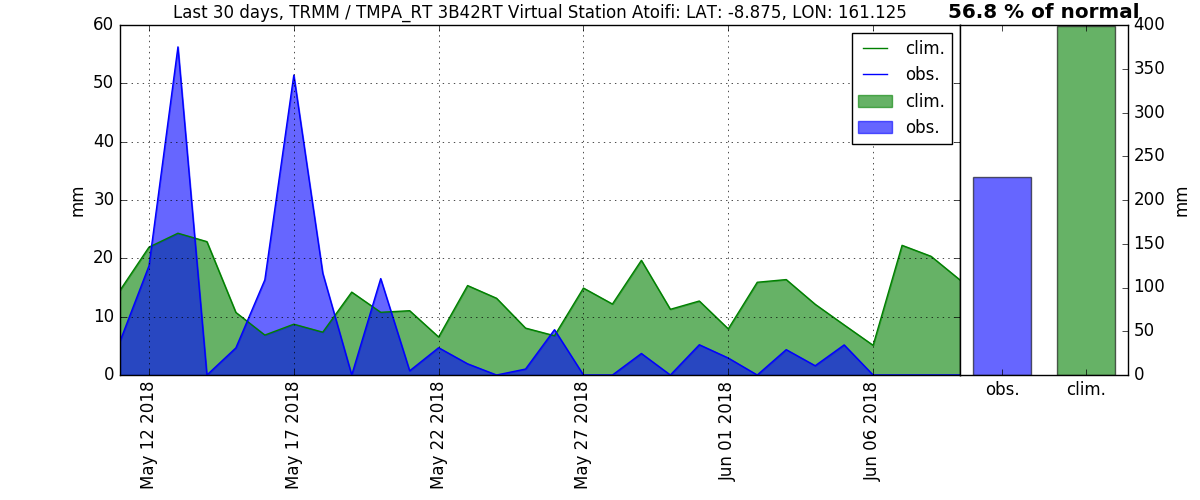 Last 30 days, TRMM / TMPA_RT 3B42RT Virtual Station Atoifi: LAT: -8.875, LON: 161.125
56.8 % of normal
60
50
40
30
20
10
0
mm
clim.
obs.
clim.
obs.
400
350
300
250
200
150
100
50
0
mm
obs.
clim.
May 12 2018
May 17 2018
May 22 2018
May 27 2018
Jun 01 2018
Jun 06 2018